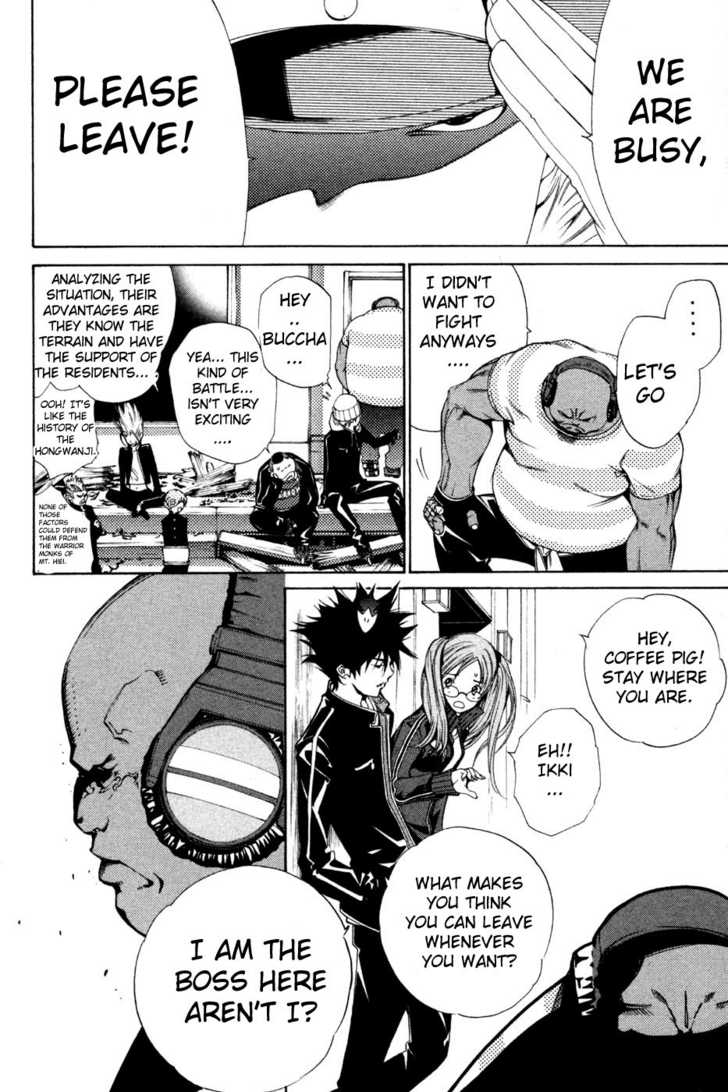 WE
ARE
BUSY,
PLEASE
LEAVE!
. . . .
LET'S
GO
I DIDN'T
WANT TO
FIGHT
ANYWAYS
....
HEY
..
BUCCHA
...
YEA... THIS
KIND OF
BATTLE...
ISN'T VERY
EXCITING
....
ANALYZING THE
SITUATION, THEIR
ADVANTAGES ARE
THEY KNOW THE
TERRAIN AND HAVE
THE SUPPORT OF
THE RESIDENTS... .
OOH! IT'S
LIKE THE
HISTORY OF
THE
HONGWANJI.
NONE OF
THOSE
FACTORS
COULD DEFEND
THEM FROM
THE WARRIOR
MONKS OF
MT. HIEI.
HEY,
COFFEE PIG!
STAY WHERE
YOU ARE.
EH!!
IKKI
...
WHAT MAKES
YOU THINK
YOU CAN LEAVE
WHENEVER
YOU WANT?
I AM THE
BOSS HERE
AREN'T I?